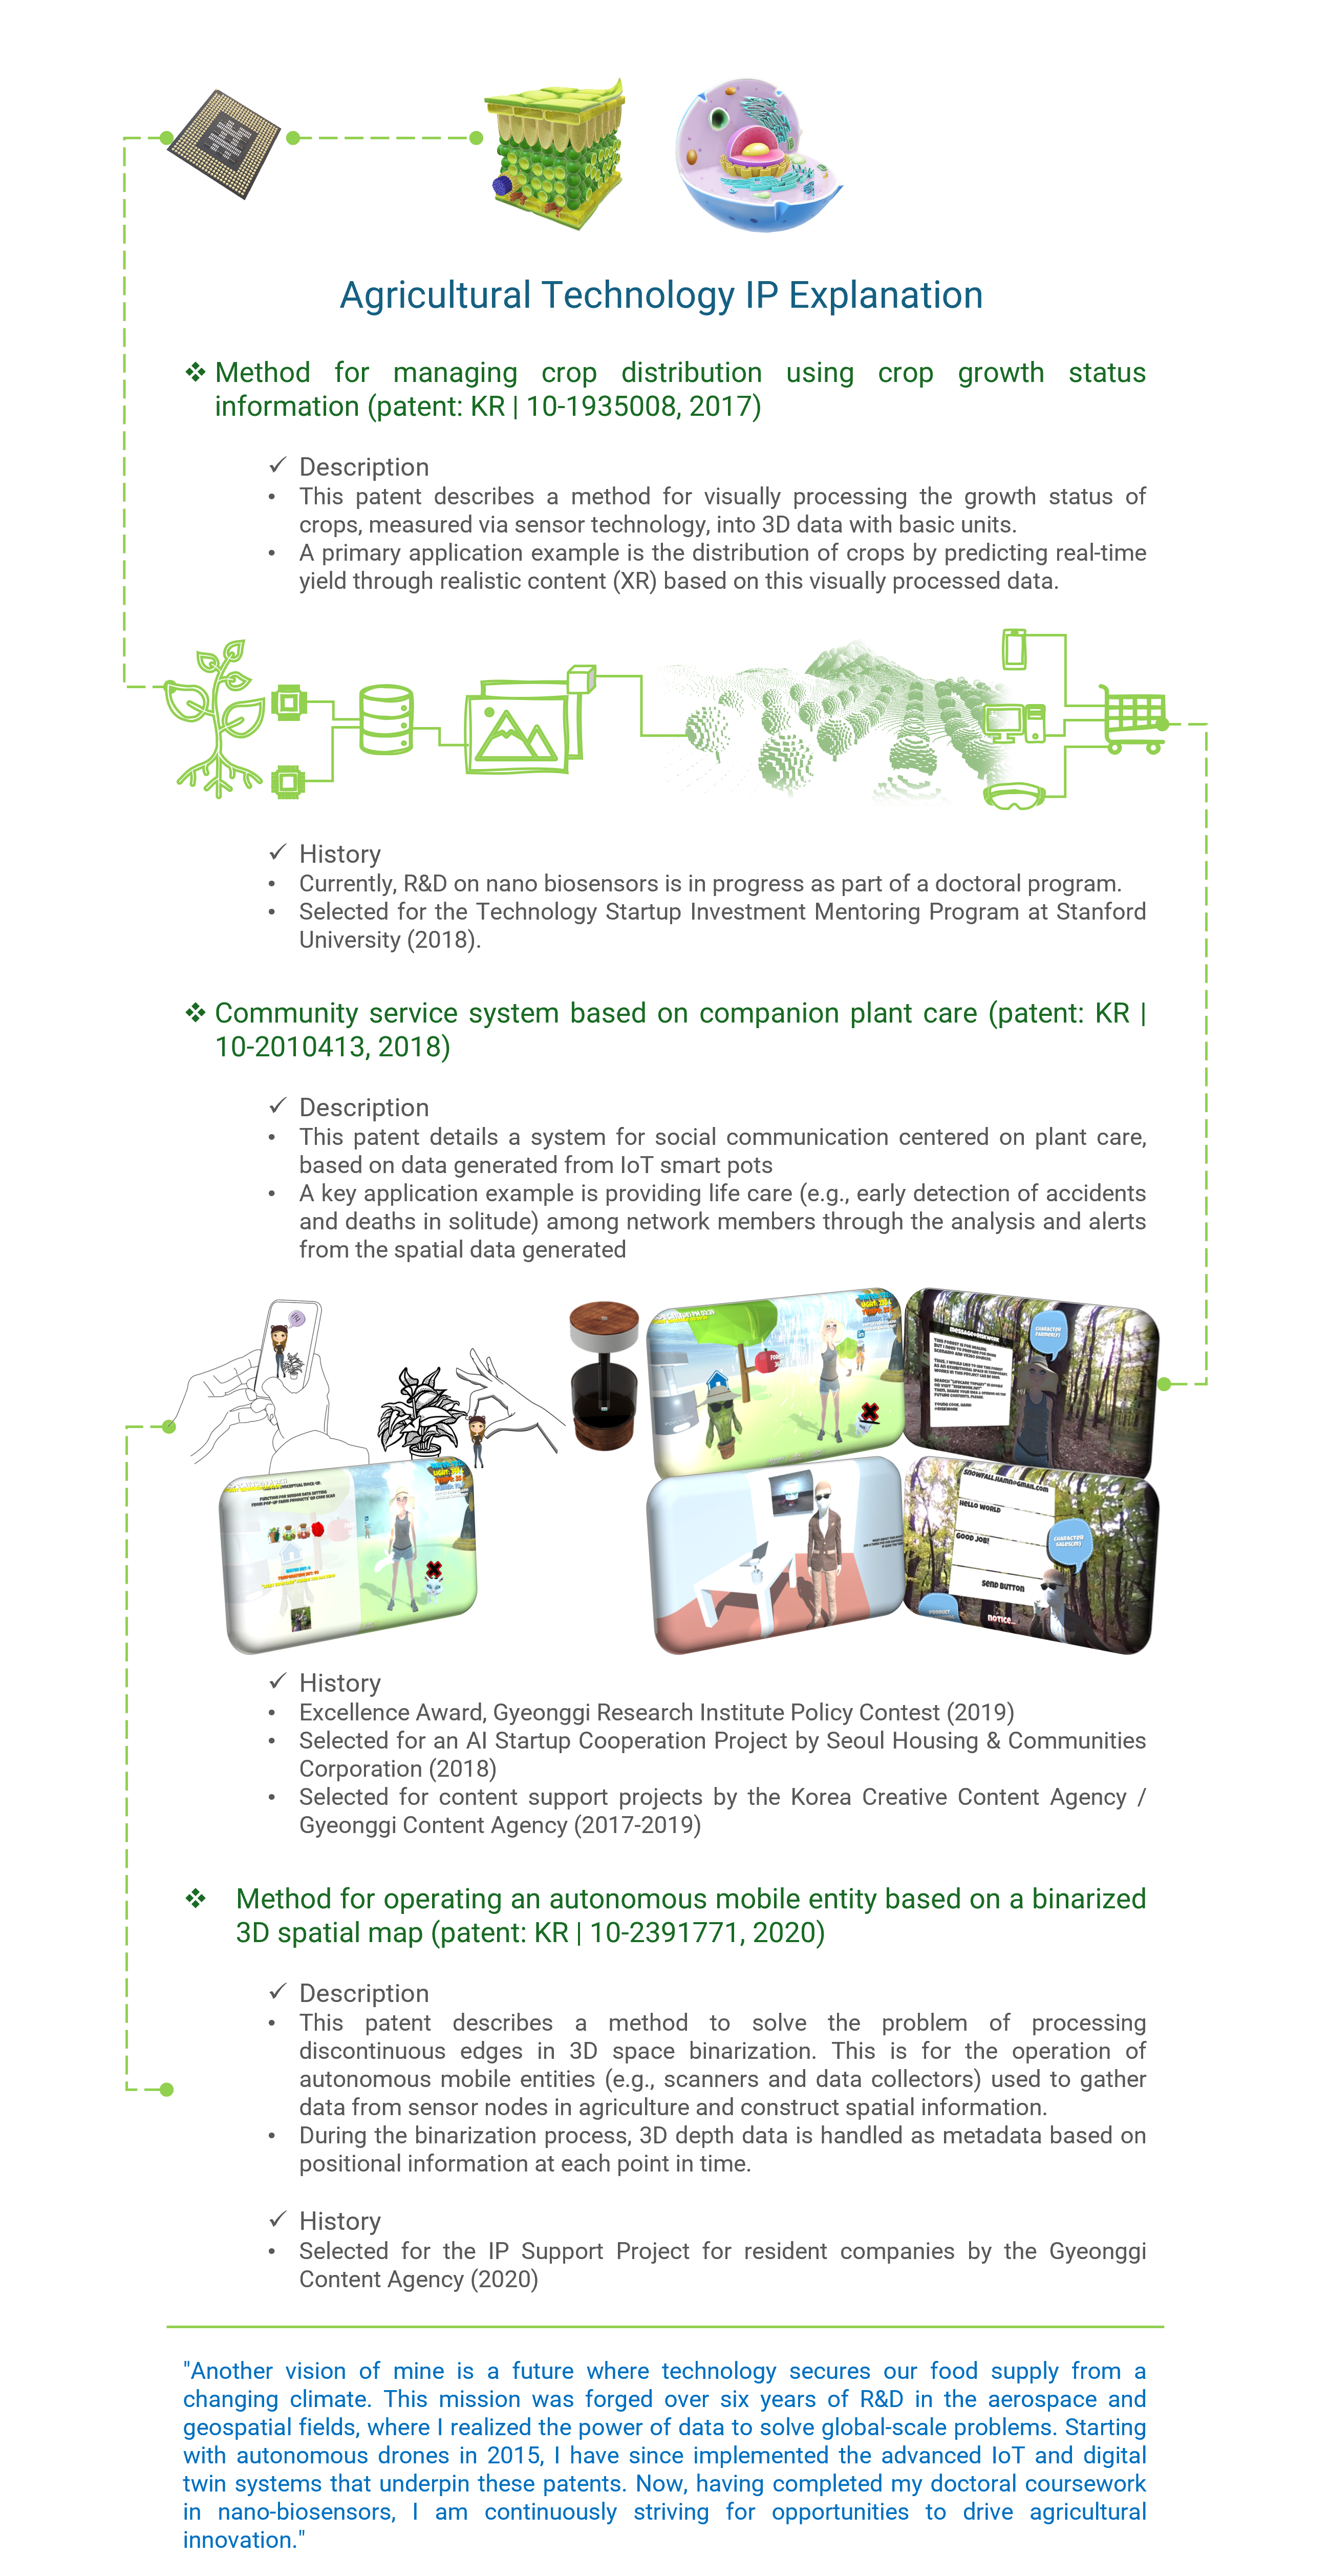 Agricultural Technology IP Explanation
❖ Method for managing crop distribution using crop growth status
information (patent: KR | 10-1935008, 2017)
✓ Description
• This patent describes a method for visually processing the growth status of
crops, measured via sensor technology, into 3D data with basic units.
• A primary application example is the distribution of crops by predicting real-time
yield through realistic content (XR) based on this visually processed data.
✓ History
• Currently, R&D on nano biosensors is in progress as part of a doctoral program.
• Selected for the Technology Startup Investment Mentoring Program at Stanford
University (2018).
❖ Community service system based on companion plant care (patent: KR |
10-2010413, 2018)
✓ Description
• This patent details a system for social communication centered on plant care,
based on data generated from IoT smart pots
• A key application example is providing life care (e.g., early detection of accidents
and deaths in solitude) among network members through the analysis and alerts
from the spatial data generated
CHARACTER
FARMER(F)
SNOWFALL.HAMN@GMAIL.COM
HELLO WORLD
GOOD JOB!
CHARACTER
SALES(M)
SEND BUTTON
PRODUCT
NOTICE...
✓ History
• Excellence Award, Gyeonggi Research Institute Policy Contest (2019)
• Selected for an AI Startup Cooperation Project by Seoul Housing & Communities
Corporation (2018)
• Selected for content support projects by the Korea Creative Content Agency /
Gyeonggi Content Agency (2017-2019)
❖ Method for operating an autonomous mobile entity based on a binarized
3D spatial map (patent: KR | 10-2391771, 2020)
✓ Description
• This patent describes a method to solve the problem of processing
discontinuous edges in 3D space binarization. This is for the operation of
autonomous mobile entities (e.g., scanners and data collectors) used to gather
data from sensor nodes in agriculture and construct spatial information.
• During the binarization process, 3D depth data is handled as metadata based on
positional information at each point in time.
✓ History
• Selected for the IP Support Project for resident companies by the Gyeonggi
Content Agency (2020)
"Another vision of mine is a future where technology secures our food supply from a
changing climate. This mission was forged over six years of R&D in the aerospace and
geospatial fields, where I realized the power of data to solve global-scale problems. Starting
with autonomous drones in 2015, I have since implemented the advanced IoT and digital
twin systems that underpin these patents. Now, having completed my doctoral coursework
in nano-biosensors, I am continuously striving for opportunities to drive agricultural
innovation."